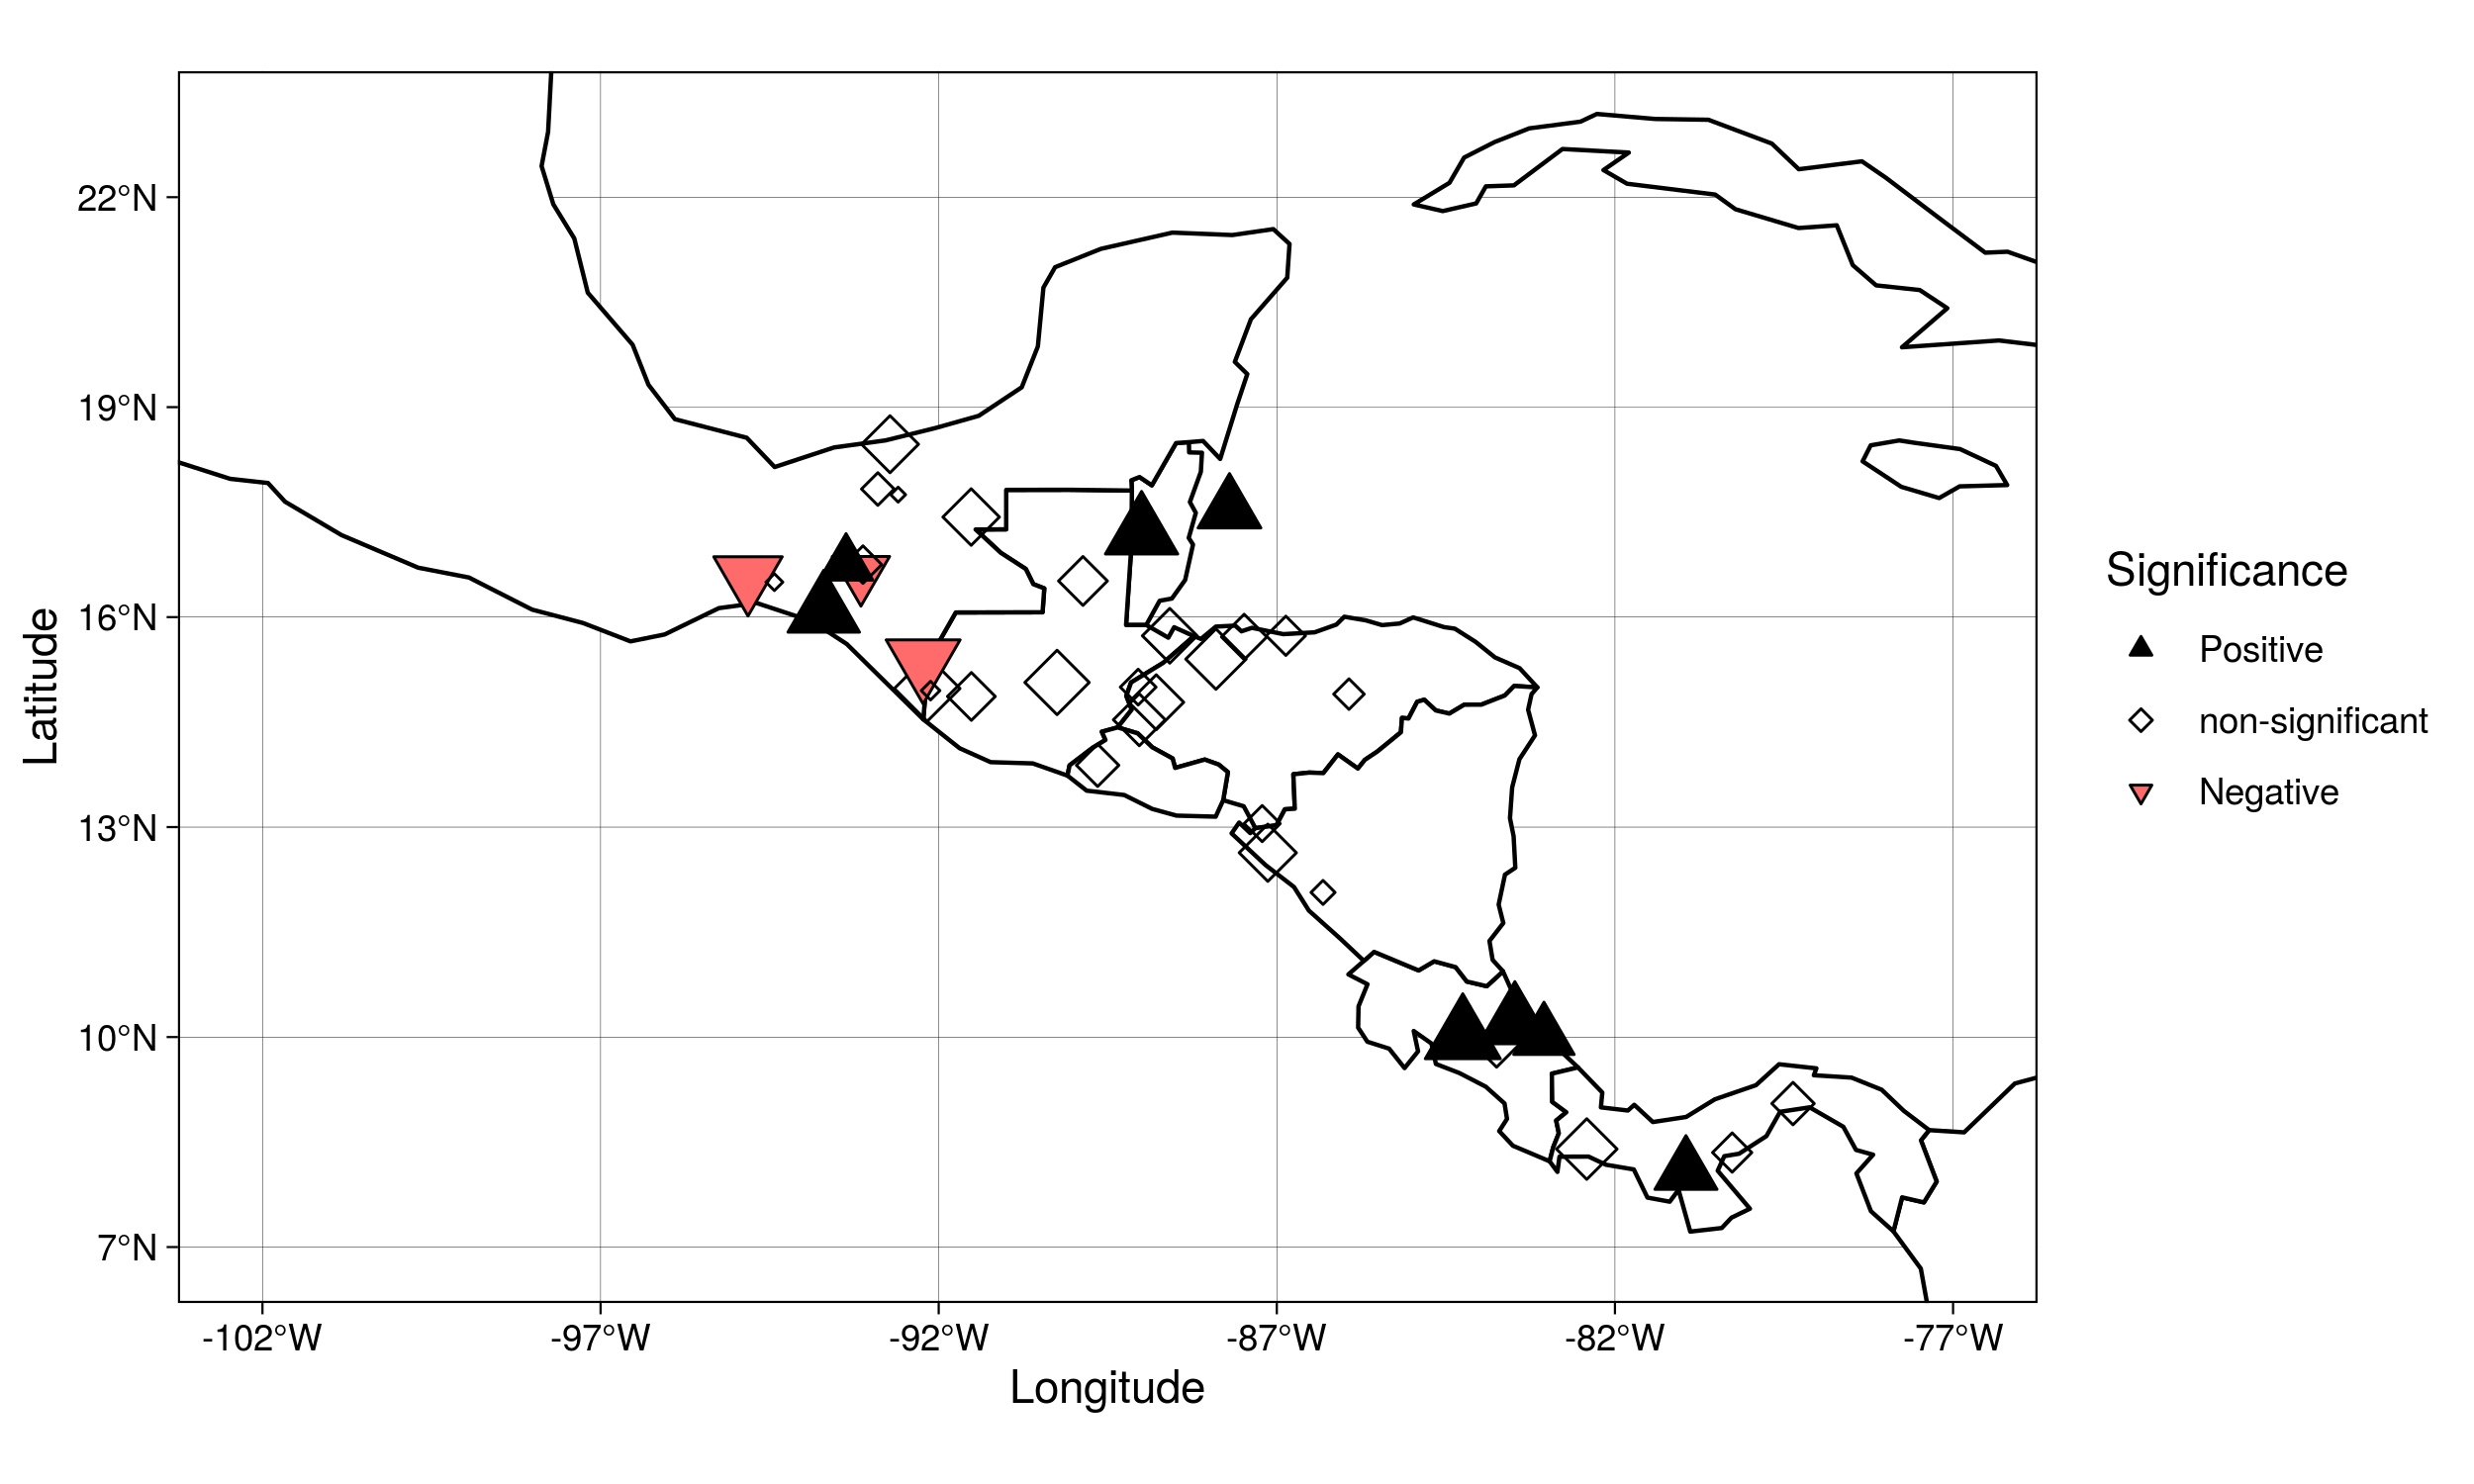 22°N
19°N
16°N
13°N
10°N
7°N
Latitude
-102°W
-97°W
-92°W
-87°W
-82°W
-77°W
Longitude
Significance
Positive
non-significant
Negative